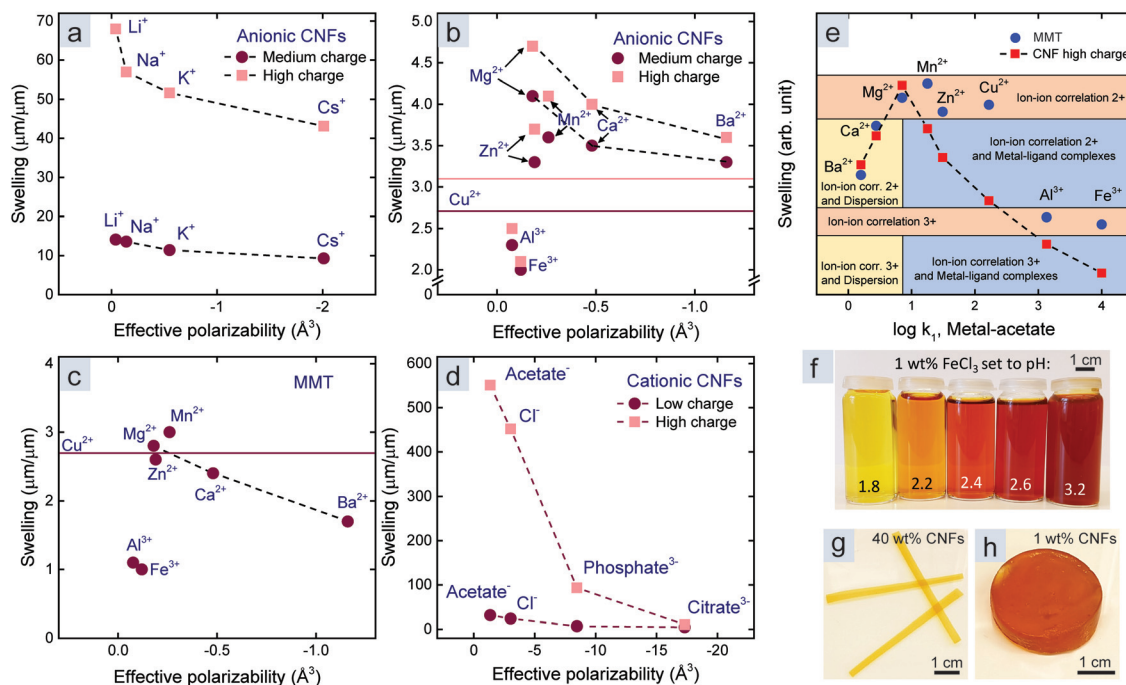 a
Anionic CNFs
Medium charge
High charge
Li⁺
Na⁺
K⁺
Cs⁺
Li⁺
Na⁺
K⁺
Cs⁺
70
60
50
40
30
20
10
0
Swelling (µm/µm)
0
-1
-2
Effective polarizability (Å³)
b
Anionic CNFs
Medium charge
High charge
Mg²⁺
Mn²⁺
Ca²⁺
Ba²⁺
Zn²⁺
Cu²⁺
Al³⁺
Fe³⁺
5.0
4.5
4.0
3.5
3.0
2.5
2.0
0
Swelling (µm/µm)
0.0
-0.5
-1.0
Effective polarizability (Å³)
e
MMT
CNF high charge
Mn²⁺
Mg²⁺
Zn²⁺
Cu²⁺
Ion-ion correlation 2+
Ca²⁺
Ba²⁺
Ion-ion correlation 2+
and Metal-ligand complexes
Ion-ion corr. 2+
and Dispersion
Al³⁺
Fe³⁺
Ion-ion correlation 3+
Ion-ion corr. 3+
and Dispersion
Ion-ion correlation 3+
and Metal-ligand complexes
Swelling (arb. unit)
0
1
2
3
4
log k₁, Metal-acetate
c
MMT
Cu²⁺
Mn²⁺
Mg²⁺
Zn²⁺
Ca²⁺
Ba²⁺
Al³⁺
Fe³⁺
4
3
2
1
0
Swelling (µm/µm)
0.0
-0.5
-1.0
Effective polarizability (Å³)
d
Cationic CNFs
Low charge
High charge
Acetate⁻
Cl⁻
Phosphate³⁻
Citrate³⁻
Acetate⁻
Cl⁻
600
500
400
300
200
100
0
Swelling (µm/µm)
0
-5
-10
-15
-20
Effective polarizability (Å³)
f
1 wt% FeCl₃ set to pH:
1 cm
1.8
2.2
2.4
2.6
3.2
g
40 wt% CNFs
1 cm
h
1 wt% CNFs
1 cm